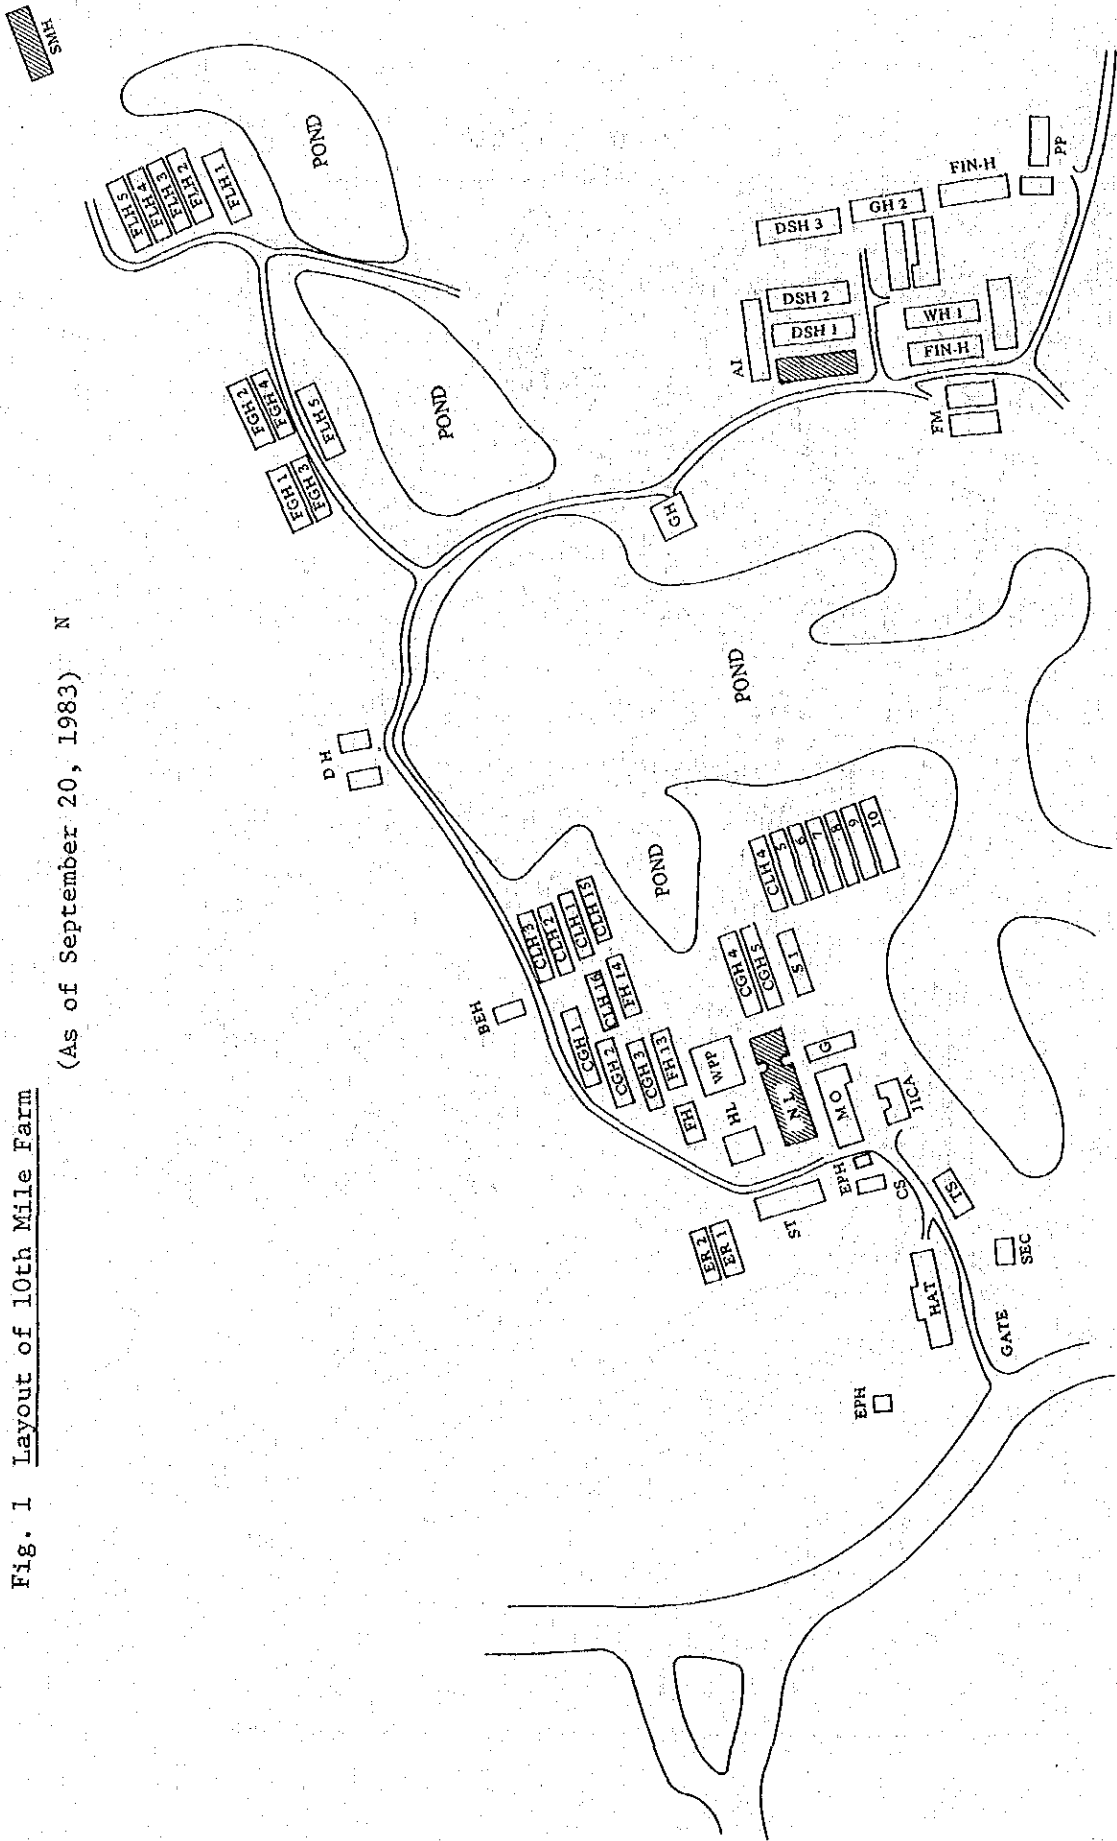 Fig. 1 Layout of 10th Mile Farm
(As of September 20, 1983) N
SMH
FLH 5
FLH 4
FLH 3
FLH 2
FLH 1
POND
FGH 2
FGH 4
FGH 1
FGH 3
FLH 5
POND
D H
GH
POND
BEH
CLH 3
CLH 2
CLH 1
CLH 15
CLH 16
FH 14
CGH 1
CGH 2
CGH 3
FH 13
FH
POND
WPP
HL
CGH 4
CGH 5
S I
CLH 4
5
6
7
8
9
10
N L
G
M O
JICA
EPH
CS
ST
ER 2
ER 1
TS
SEC
HAT
GATE
EPH
AI
DSH 3
DSH 2
DSH 1
GH 2
FIN-H
PP
WH 1
FIN-H
FM